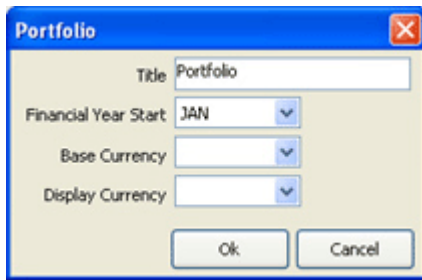 Portfolio
Title Portfolio
Financial Year Start JAN
Base Currency
Display Currency
Ok Cancel